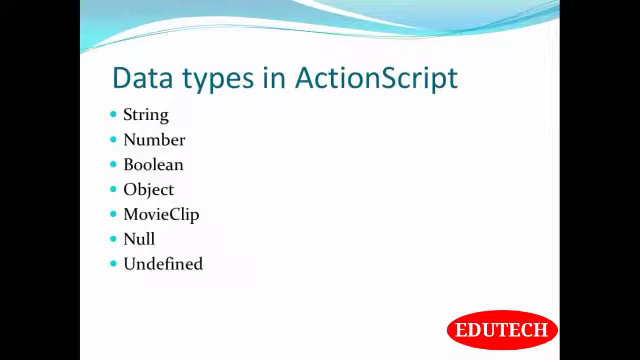 Data types in ActionScript
String
Number
Boolean
Object
MovieClip
Null
Undefined
EDUTECH